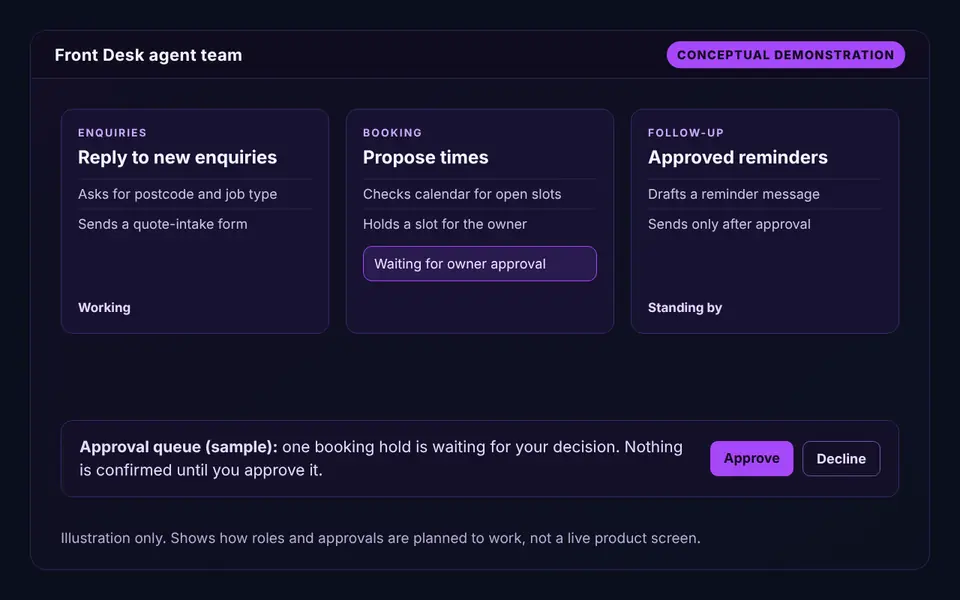 Front Desk agent team
CONCEPTUAL DEMONSTRATION
ENQUIRIES
Reply to new enquiries
Asks for postcode and job type
Sends a quote-intake form
Working
BOOKING
Propose times
Checks calendar for open slots
Holds a slot for the owner
Waiting for owner approval
FOLLOW-UP
Approved reminders
Drafts a reminder message
Sends only after approval
Standing by
Approval queue (sample): one booking hold is waiting for your decision. Nothing
is confirmed until you approve it.
Approve
Decline
Illustration only. Shows how roles and approvals are planned to work, not a live product screen.